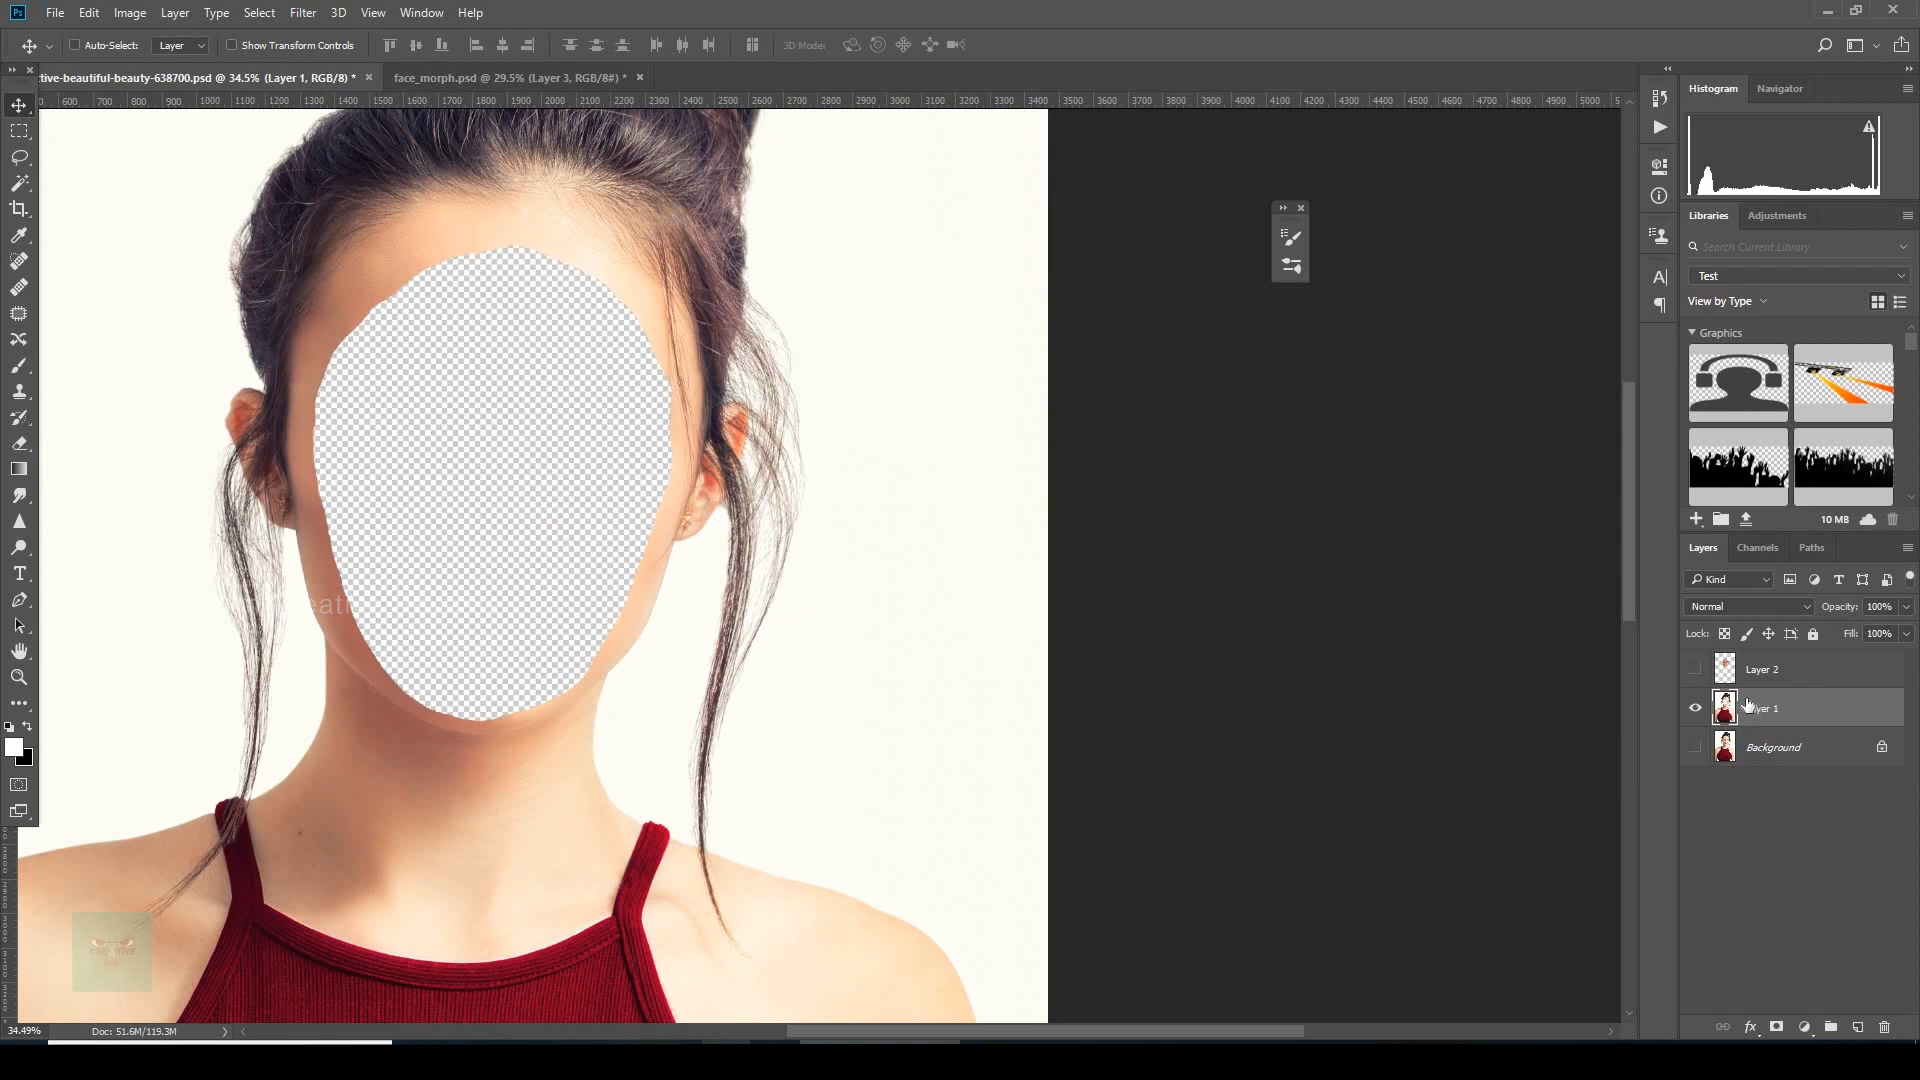 Ps File Edit Image Layer Type Select Filter 3D View Window Help
Auto-Select: Layer Show Transform Controls 3D Mode:
tive-beautiful-beauty-638700.psd @ 34.5% (Layer 1, RGB/8) * × face_morph.psd @ 29.5% (Layer 3, RGB/8#) * ×
600 700 800 900 1000 1100 1200 1300 1400 1500 1600 1700 1800 1900 2000 2100 2200 2300 2400 2500 2600 2700 2800 2900 3000 3100 3200 3300 3400 3500 3600 3700 3800 3900 4000 4100 4200 4300 4400 4500 4600 4700 4800 4900 5000
Histogram Navigator
Libraries Adjustments
Search Current Library
Test
View by Type
Graphics
10 MB
Layers Channels Paths
Kind
Normal Opacity: 100%
Lock: Fill: 100%
Layer 2
yer 1
Background
CREATIVE
34.49% Doc: 51.6M/119.3M